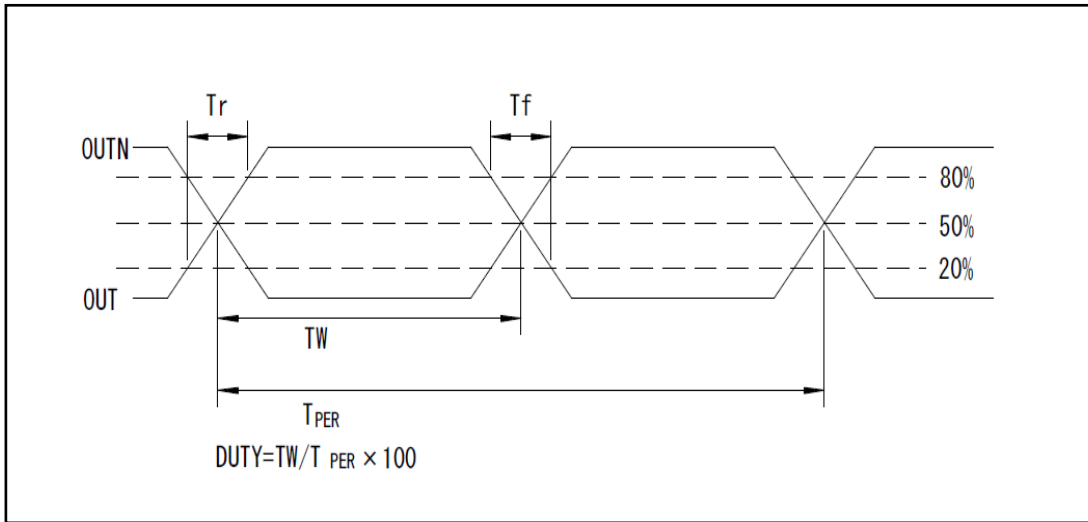 Tr Tf
OUTN
80%
50%
20%
OUT
TW
TPER
DUTY=TW/T PER ×100